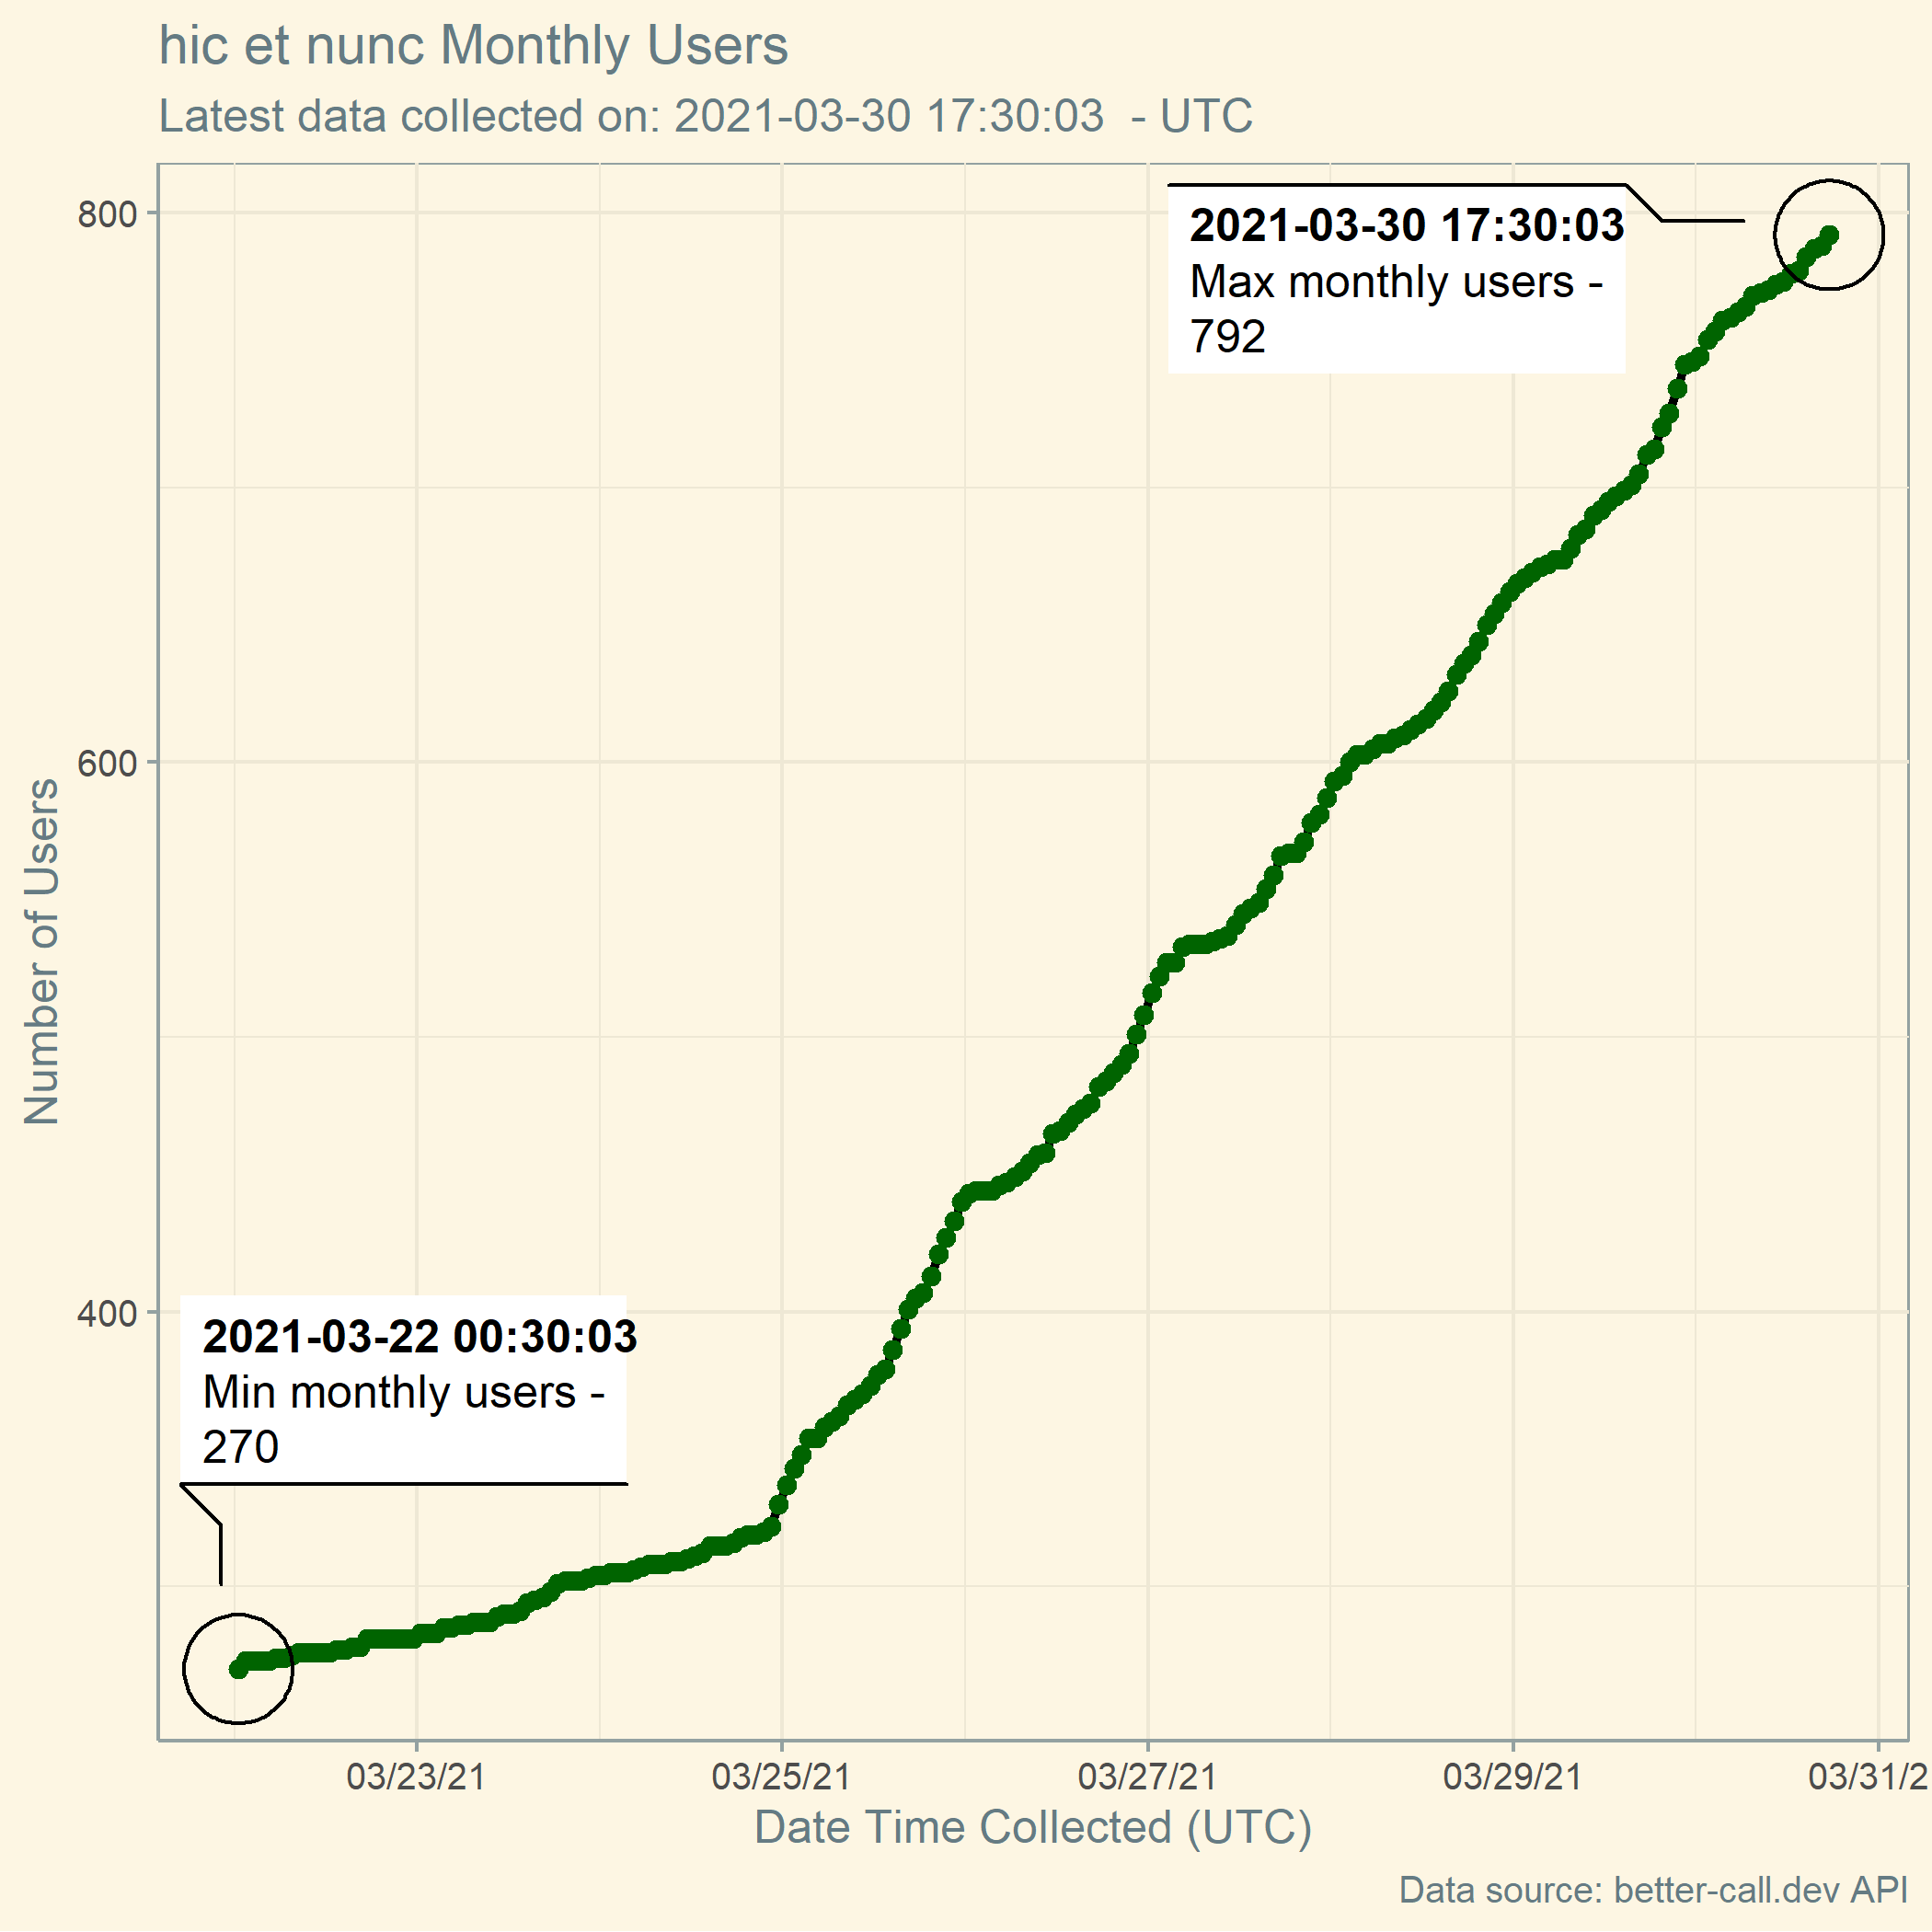 hic et nunc Monthly Users
Latest data collected on: 2021-03-30 17:30:03  - UTC
800
2021-03-30 17:30:03
Max monthly users -
792
600
Number of Users
400
2021-03-22 00:30:03
Min monthly users -
270
03/23/21
03/25/21
03/27/21
03/29/21
03/31/2
Date Time Collected (UTC)
Data source: better-call.dev API